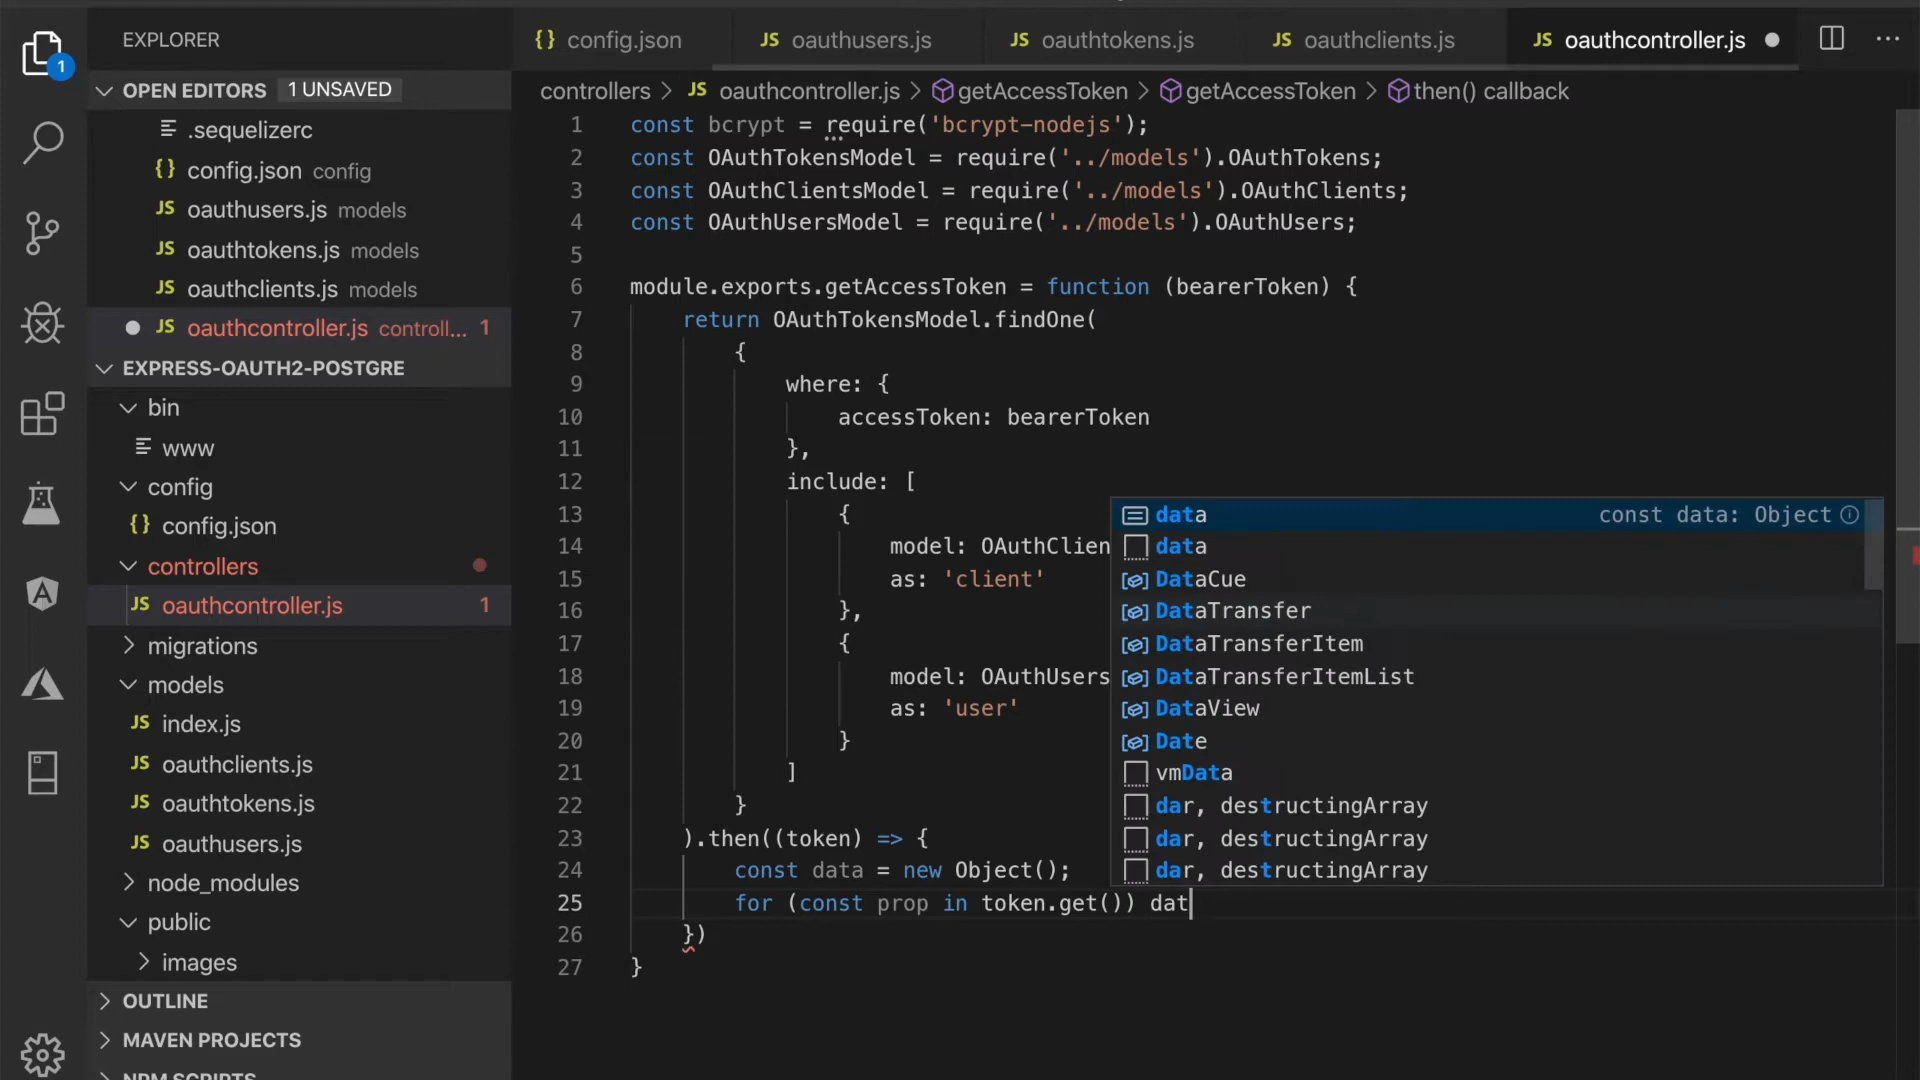 EXPLORER
1
OPEN EDITORS 1 UNSAVED
.sequelizerc
{} config.json config
JS oauthusers.js models
JS oauthtokens.js models
JS oauthclients.js models
JS oauthcontroller.js controll... 1
EXPRESS-OAUTH2-POSTGRE
bin
www
config
{} config.json
controllers
JS oauthcontroller.js 1
migrations
models
JS index.js
JS oauthclients.js
JS oauthtokens.js
JS oauthusers.js
node_modules
public
images
OUTLINE
MAVEN PROJECTS
NPM SCRIPTS
{} config.json JS oauthusers.js JS oauthtokens.js JS oauthclients.js JS oauthcontroller.js
controllers > JS oauthcontroller.js > getAccessToken > getAccessToken > then() callback
1 const bcrypt = require('bcrypt-nodejs');
2 const OAuthTokensModel = require('../models').OAuthTokens;
3 const OAuthClientsModel = require('../models').OAuthClients;
4 const OAuthUsersModel = require('../models').OAuthUsers;
5
6 module.exports.getAccessToken = function (bearerToken) {
7 return OAuthTokensModel.findOne(
8 {
9 where: {
10 accessToken: bearerToken
11 },
12 include: [
13 {
14 model: OAuthClien
15 as: 'client'
16 },
17 {
18 model: OAuthUsers
19 as: 'user'
20 }
21 ]
22 }
23 ).then((token) => {
24 const data = new Object();
25 for (const prop in token.get()) dat
26 })
27 }
data const data: Object
data
DataCue
DataTransfer
DataTransferItem
DataTransferItemList
DataView
Date
vmData
dar, destructingArray
dar, destructingArray
dar, destructingArray